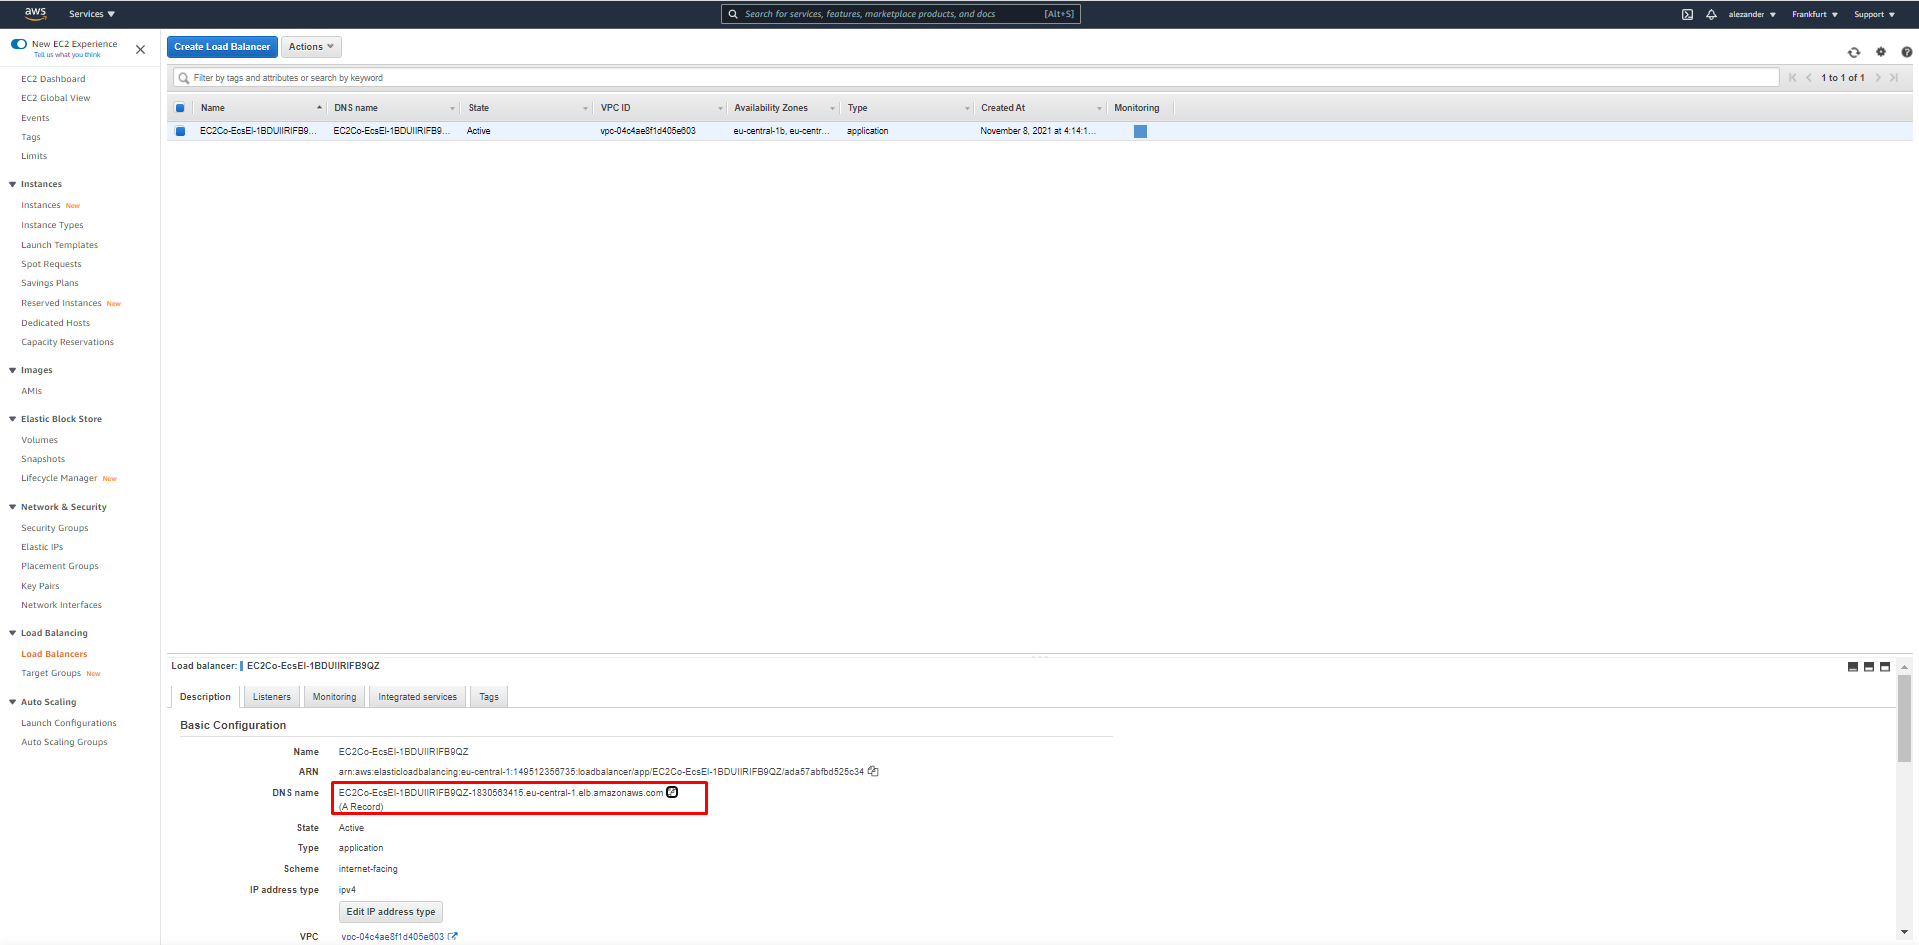 aws Services
Search for services, features, marketplace products, and docs [Alt+S]
alezander Frankfurt Support
New EC2 Experience
Tell us what you think
EC2 Dashboard
EC2 Global View
Events
Tags
Limits
Instances
Instances New
Instance Types
Launch Templates
Spot Requests
Savings Plans
Reserved Instances New
Dedicated Hosts
Capacity Reservations
Images
AMIs
Elastic Block Store
Volumes
Snapshots
Lifecycle Manager New
Network & Security
Security Groups
Elastic IPs
Placement Groups
Key Pairs
Network Interfaces
Load Balancing
Load Balancers
Target Groups New
Auto Scaling
Launch Configurations
Auto Scaling Groups
Create Load Balancer Actions
Filter by tags and attributes or search by keyword
1 to 1 of 1
Name DNS name State VPC ID Availability Zones Type Created At Monitoring
EC2Co-EcsEl-1BDUIIRIFB9... EC2Co-EcsEl-1BDUIIRIFB9... Active vpc-04c4ae8f1d405e603 eu-central-1b, eu-centr... application November 8, 2021 at 4:14:1...
Load balancer: EC2Co-EcsEl-1BDUIIRIFB9QZ
Description Listeners Monitoring Integrated services Tags
Basic Configuration
Name EC2Co-EcsEl-1BDUIIRIFB9QZ
ARN arn:aws:elasticloadbalancing:eu-central-1:149512356735:loadbalancer/app/EC2Co-EcsEl-1BDUIIRIFB9QZ/ada57abfbd525c34
DNS name EC2Co-EcsEl-1BDUIIRIFB9QZ-1830563415.eu-central-1.elb.amazonaws.com
(A Record)
State Active
Type application
Scheme internet-facing
IP address type ipv4
Edit IP address type
VPC vpc-04c4ae8f1d405e603